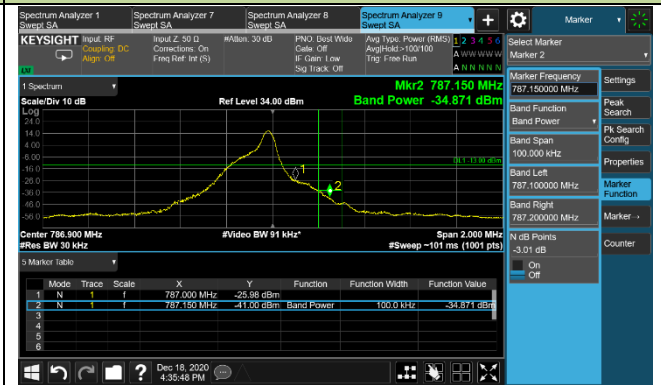 Spectrum Analyzer 1
Swept SA
Spectrum Analyzer 7
Swept SA
Spectrum Analyzer 8
Swept SA
Spectrum Analyzer 9
Swept SA
+
Marker
KEYSIGHT
Input: RF
Coupling: DC
Align: Off
Input Z: 50 Ω
Corrections: On
Freq Ref: Int (S)
#Atten: 30 dB
PNO: Best Wide
Gate: Off
IF Gain: Low
Sig Track: Off
Avg Type: Power (RMS)
Avg|Hold:>100/100
Trig: Free Run
1 2 3 4 5 6
A W W W W W
A N N N N N
1 Spectrum
Scale/Div 10 dB
Ref Level 34.00 dBm
Mkr2 787.150 MHz
Band Power -34.871 dBm
Log
24.0
14.0
4.00
-6.00
-16.0
-26.0
-36.0
-46.0
-56.0
DL1 -13.00 dBm
1
2
Center 786.900 MHz
#Video BW 91 kHz*
Span 2.000 MHz
#Res BW 30 kHz
#Sweep ~101 ms (1001 pts)
5 Marker Table
Mode Trace Scale X Y Function Function Width Function Value
1 N 1 f 787.000 MHz -25.98 dBm
2 N 1 f 787.150 MHz -41.00 dBm Band Power 100.0 kHz -34.871 dBm
3
4
5
6
Dec 18, 2020
4:35:48 PM
?
Select Marker
Marker 2
Marker Frequency
787.150000 MHz
Band Function
Band Power
Band Span
100.000 kHz
Band Left
787.100000 MHz
Band Right
787.200000 MHz
N dB Points
-3.01 dB
On
Off
Settings
Peak
Search
Pk Search
Config
Properties
Marker
Function
Marker→
Counter